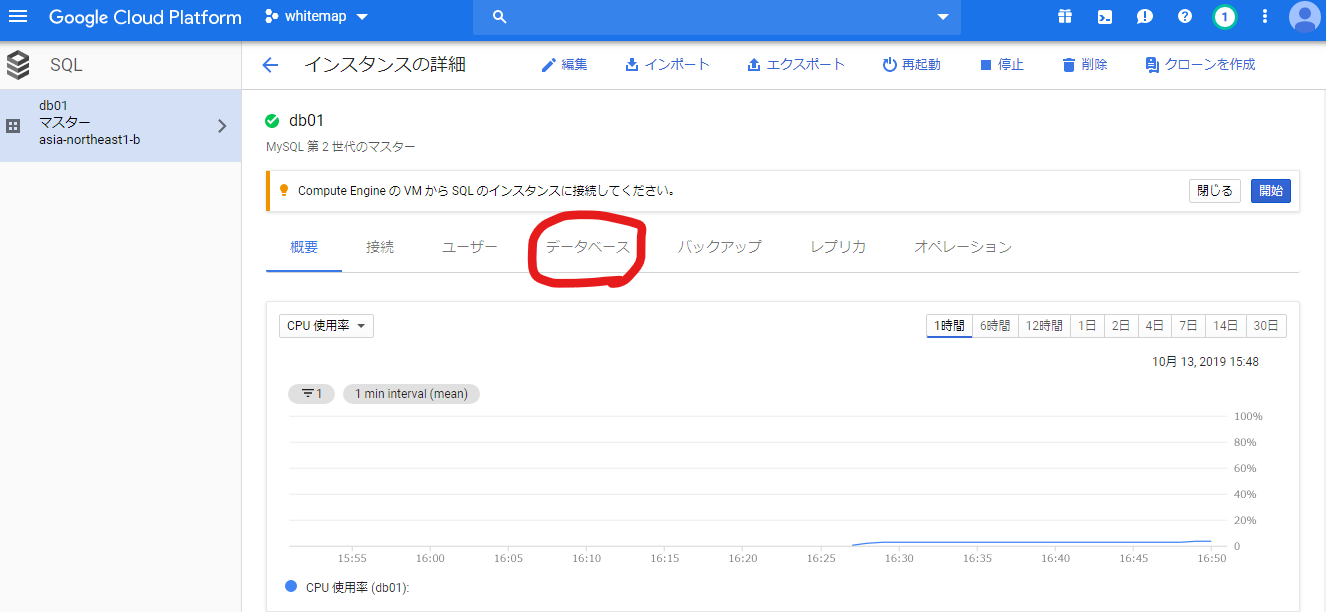 Google Cloud Platform whitemap 1
SQL
インスタンスの詳細 編集 インポート エクスポート 再起動 停止 削除 クローンを作成
db01
マスター
asia-northeast1-b
db01
MySQL 第 2 世代のマスター
Compute Engine の VM から SQL のインスタンスに接続してください。 閉じる 開始
概要 接続 ユーザー データベース バックアップ レプリカ オペレーション
CPU 使用率 1時間 6時間 12時間 1日 2日 4日 7日 14日 30日
10月 13, 2019 15:48
1 1 min interval (mean)
100%
80%
60%
40%
20%
0
15:55 16:00 16:05 16:10 16:15 16:20 16:25 16:30 16:35 16:40 16:45 16:50
CPU 使用率 (db01):